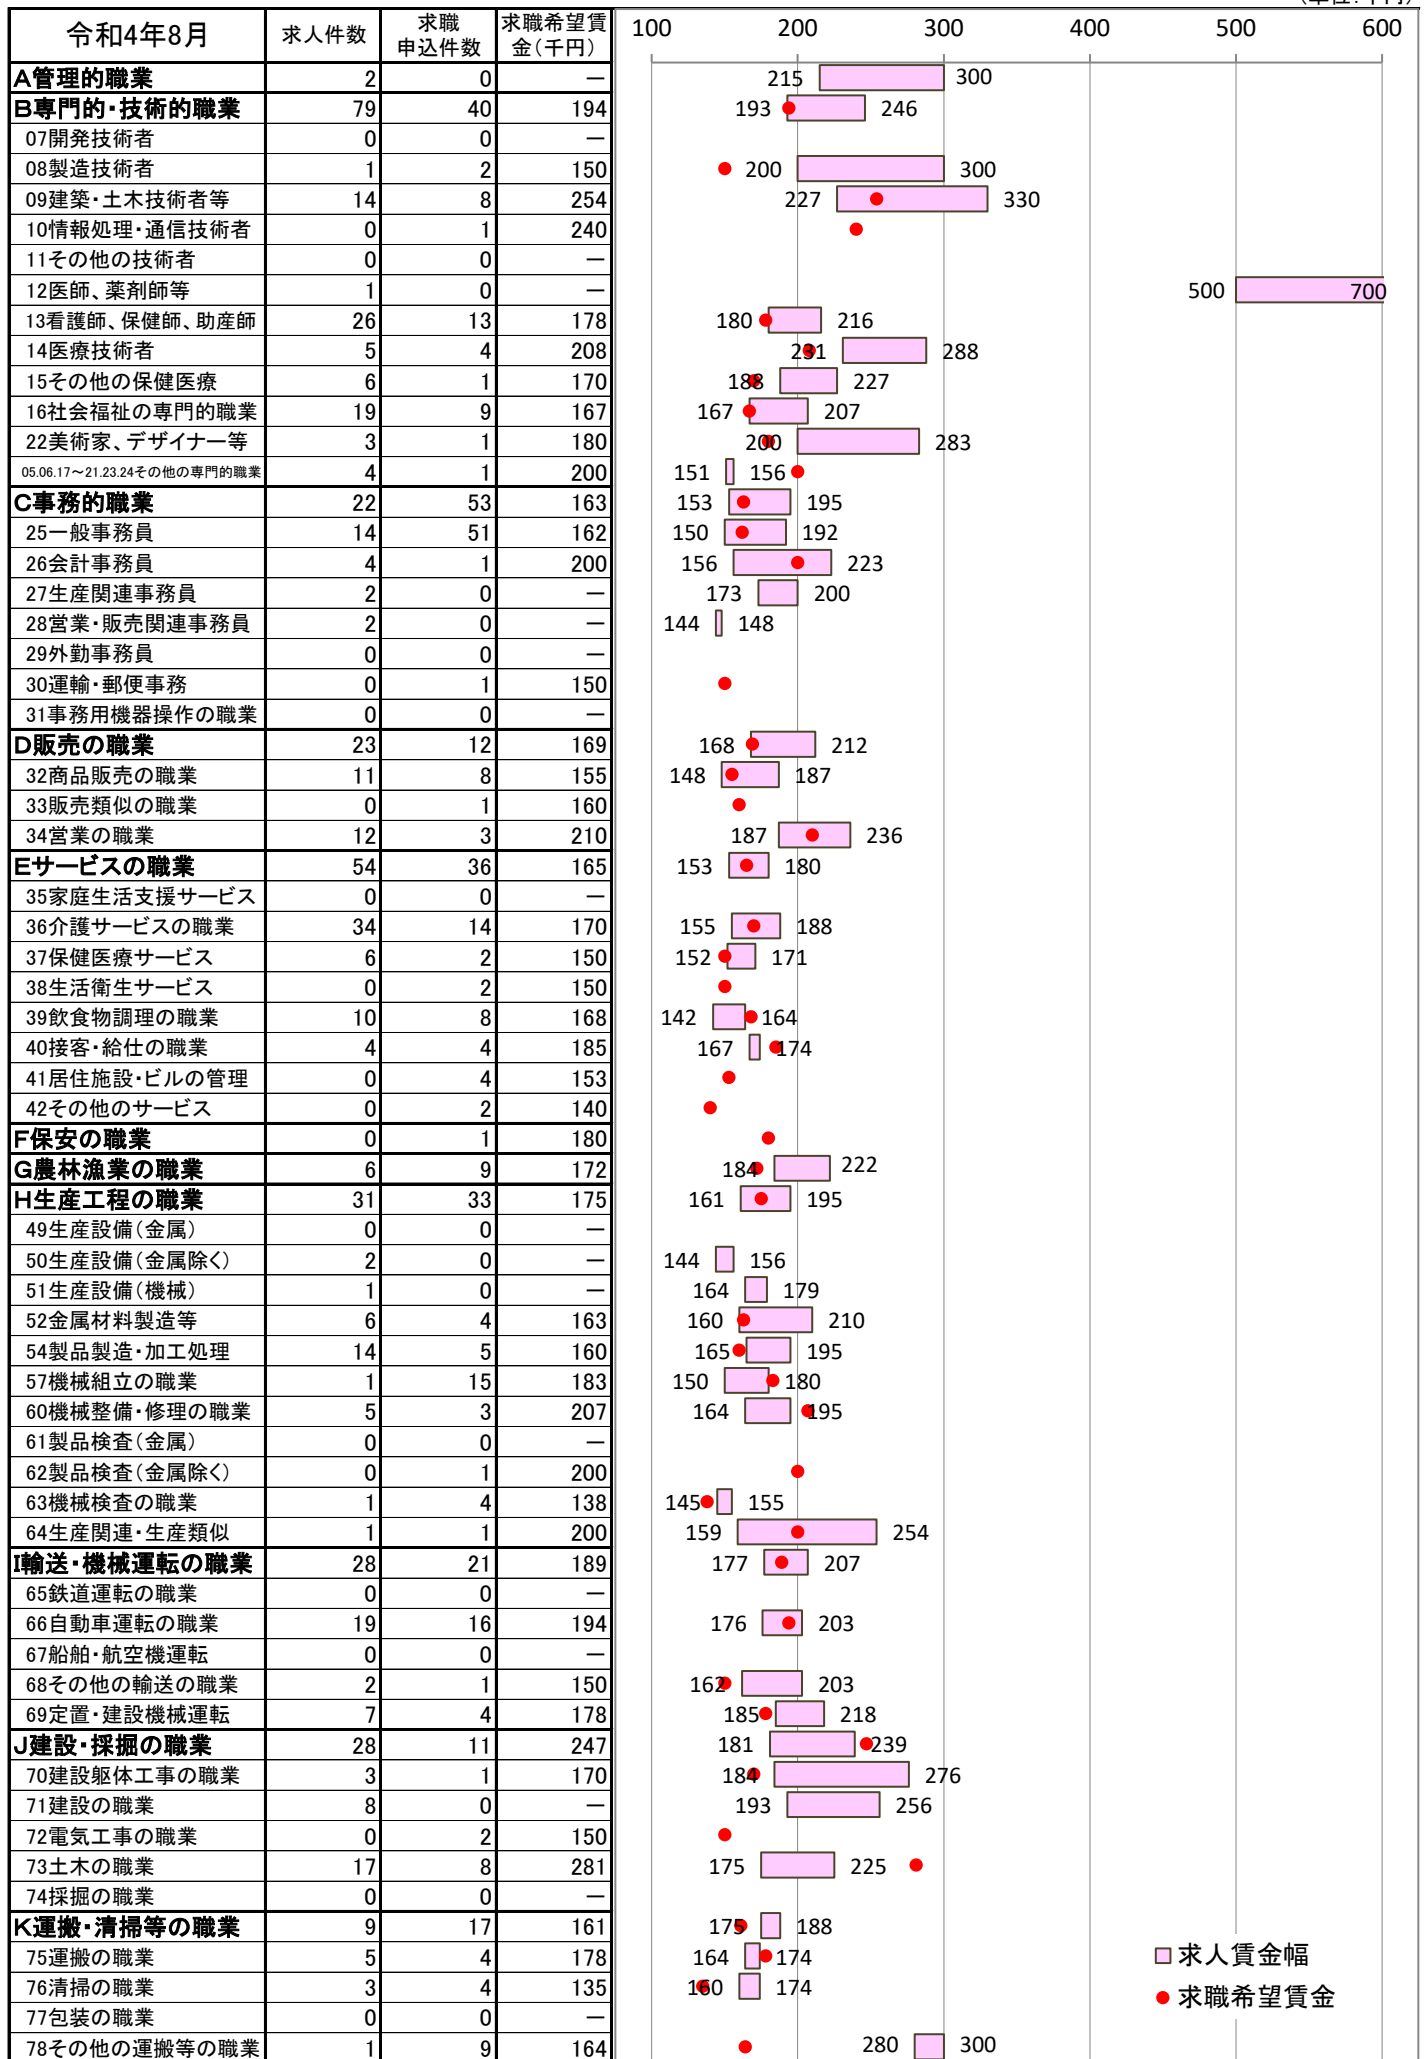 令和4年8月 求人件数 求職申込件数 求職希望賃金(千円) 100 200 300 400 500 600
A管理的職業 2 0 ― 215 300
B専門的・技術的職業 79 40 194 193 246
07開発技術者 0 0 ―
08製造技術者 1 2 150 200 300
09建築・土木技術者等 14 8 254 227 330
10情報処理・通信技術者 0 1 240
11その他の技術者 0 0 ―
12医師、薬剤師等 1 0 ― 500 700
13看護師、保健師、助産師 26 13 178 180 216
14医療技術者 5 4 208 231 288
15その他の保健医療 6 1 170 188 227
16社会福祉の専門的職業 19 9 167 167 207
22美術家、デザイナー等 3 1 180 200 283
05.06.17～21.23.24その他の専門的職業 4 1 200 151 156
C事務的職業 22 53 163 153 195
25一般事務員 14 51 162 150 192
26会計事務員 4 1 200 156 223
27生産関連事務員 2 0 ― 173 200
28営業・販売関連事務員 2 0 ― 144 148
29外勤事務員 0 0 ―
30運輸・郵便事務 0 1 150
31事務用機器操作の職業 0 0 ―
D販売の職業 23 12 169 168 212
32商品販売の職業 11 8 155 148 187
33販売類似の職業 0 1 160
34営業の職業 12 3 210 187 236
Eサービスの職業 54 36 165 153 180
35家庭生活支援サービス 0 0 ―
36介護サービスの職業 34 14 170 155 188
37保健医療サービス 6 2 150 152 171
38生活衛生サービス 0 2 150
39飲食物調理の職業 10 8 168 142 164
40接客・給仕の職業 4 4 185 167 174
41居住施設・ビルの管理 0 4 153
42その他のサービス 0 2 140
F保安の職業 0 1 180
G農林漁業の職業 6 9 172 184 222
H生産工程の職業 31 33 175 161 195
49生産設備(金属) 0 0 ―
50生産設備(金属除く) 2 0 ― 144 156
51生産設備(機械) 1 0 ― 164 179
52金属材料製造等 6 4 163 160 210
54製品製造・加工処理 14 5 160 165 195
57機械組立の職業 1 15 183 150 180
60機械整備・修理の職業 5 3 207 164 195
61製品検査(金属) 0 0 ―
62製品検査(金属除く) 0 1 200
63機械検査の職業 1 4 138 145 155
64生産関連・生産類似 1 1 200 159 254
I輸送・機械運転の職業 28 21 189 177 207
65鉄道運転の職業 0 0 ―
66自動車運転の職業 19 16 194 176 203
67船舶・航空機運転 0 0 ―
68その他の輸送の職業 2 1 150 162 203
69定置・建設機械運転 7 4 178 185 218
J建設・採掘の職業 28 11 247 181 239
70建設躯体工事の職業 3 1 170 184 276
71建設の職業 8 0 ― 193 256
72電気工事の職業 0 2 150
73土木の職業 17 8 281 175 225
74採掘の職業 0 0 ―
K運搬・清掃等の職業 9 17 161 175 188
75運搬の職業 5 4 178 164 174 求人賃金幅
76清掃の職業 3 4 135 160 174 求職希望賃金
77包装の職業 0 0 ―
78その他の運搬等の職業 1 9 164 280 300